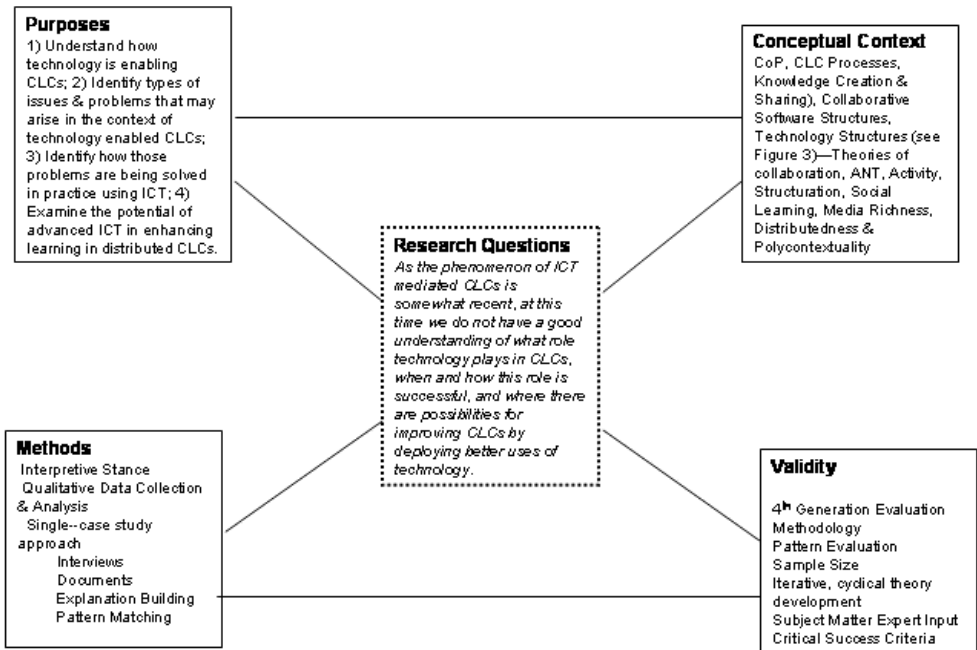 Purposes
1) Understand how
technology is enabling
CLCs; 2) Identify types of
issues & problems that may
arise in the context of
technology enabled CLCs;
3) Identify how those
problems are being solved
in practice using ICT; 4)
Examine the potential of
advanced ICT in enhancing
learning in distributed CLCs.
Conceptual Context
CoP, CLC Processes,
Knowledge Creation &
Sharing), Collaborative
Software Structures,
Technology Structures (see
Figure 3)—Theories of
collaboration, ANT, Activity,
Structuration, Social
Learning, Media Richness,
Distributedness &
Polycontextuality
Research Questions
As the phenomenon of ICT
mediated CLCs is
somewhat recent, at this
time we do not have a good
understanding of what role
technology plays in CLCs,
when and how this role is
successful, and where there
are possibilities for
improving CLCs by
deploying better uses of
technology.
Methods
Interpretive Stance
Qualitative Data Collection
& Analysis
Single--case study
approach
Interviews
Documents
Explanation Building
Pattern Matching
Validity
4th Generation Evaluation
Methodology
Pattern Evaluation
Sample Size
Iterative, cyclical theory
development
Subject Matter Expert Input
Critical Success Criteria